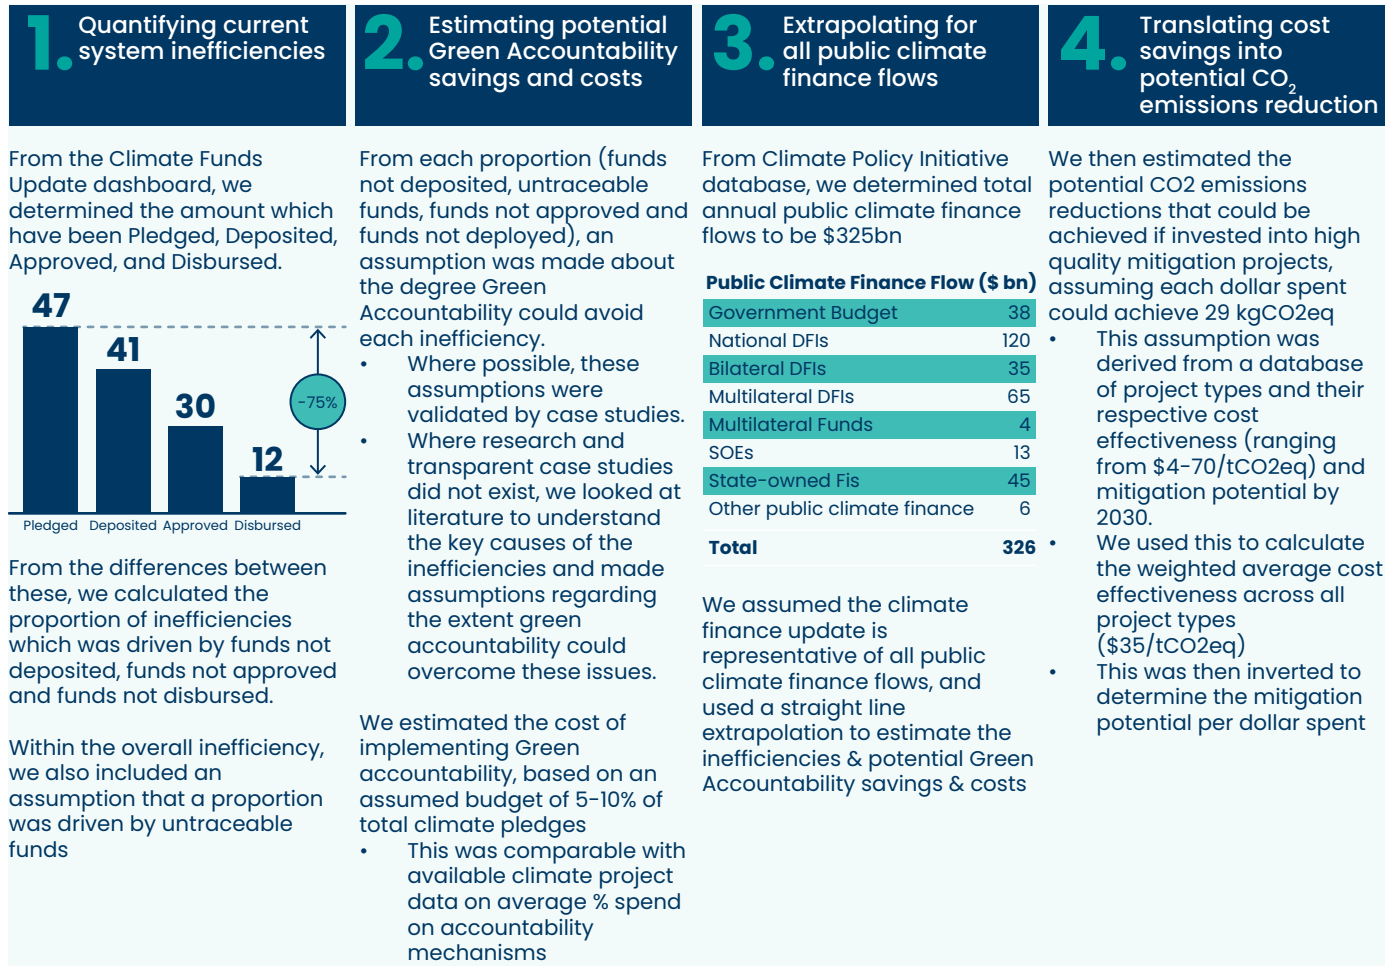 1. Quantifying current
system inefficiencies
From the Climate Funds
Update dashboard, we
determined the amount which
have been Pledged, Deposited,
Approved, and Disbursed.
47
41
30
12
-75%
Pledged Deposited Approved Disbursed
From the differences between
these, we calculated the
proportion of inefficiencies
which was driven by funds not
deposited, funds not approved
and funds not disbursed.
Within the overall inefficiency,
we also included an
assumption that a proportion
was driven by untraceable
funds
2. Estimating potential
Green Accountability
savings and costs
From each proportion (funds
not deposited, untraceable
funds, funds not approved and
funds not deployed), an
assumption was made about
the degree Green
Accountability could avoid
each inefficiency.
• Where possible, these
assumptions were
validated by case studies.
• Where research and
transparent case studies
did not exist, we looked at
literature to understand
the key causes of the
inefficiencies and made
assumptions regarding
the extent green
accountability could
overcome these issues.
We estimated the cost of
implementing Green
accountability, based on an
assumed budget of 5-10% of
total climate pledges
• This was comparable with
available climate project
data on average % spend
on accountability
mechanisms
3. Extrapolating for
all public climate
finance flows
From Climate Policy Initiative
database, we determined total
annual public climate finance
flows to be $325bn
Public Climate Finance Flow ($ bn)
Government Budget 38
National DFIs 120
Bilateral DFIs 35
Multilateral DFIs 65
Multilateral Funds 4
SOEs 13
State-owned Fis 45
Other public climate finance 6
Total 326
We assumed the climate
finance update is
representative of all public
climate finance flows, and
used a straight line
extrapolation to estimate the
inefficiencies & potential Green
Accountability savings & costs
4. Translating cost
savings into
potential CO2
emissions reduction
We then estimated the
potential CO2 emissions
reductions that could be
achieved if invested into high
quality mitigation projects,
assuming each dollar spent
could achieve 29 kgCO2eq
• This assumption was
derived from a database
of project types and their
respective cost
effectiveness (ranging
from $4-70/tCO2eq) and
mitigation potential by
2030.
• We used this to calculate
the weighted average cost
effectiveness across all
project types
($35/tCO2eq)
• This was then inverted to
determine the mitigation
potential per dollar spent